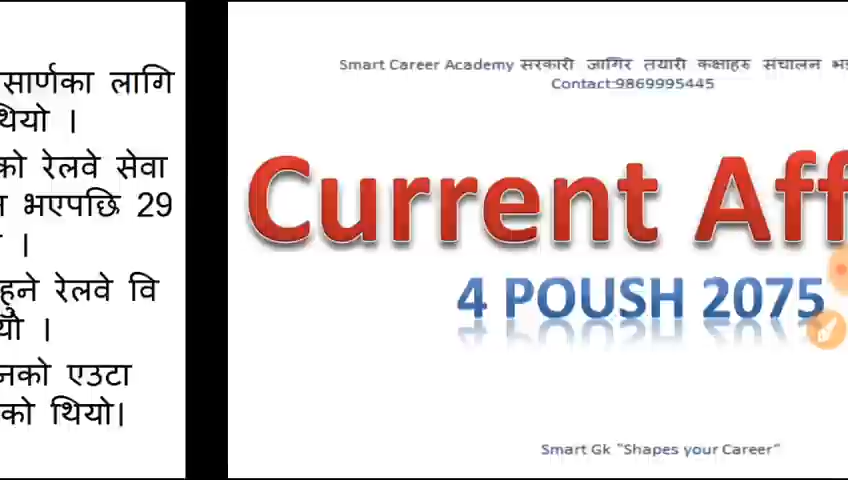 सार्णका लागि
थियो ।
को रेलवे सेवा
भएपछि 29
।
हुने रेलवे वि
यो ।
नको एउटा
को थियो।
Smart Career Academy सरकारी जागिर तयारी कक्षाहरु संचालन भ
Contact:9869995445
Current Aff
4 POUSH 2075
Smart Gk "Shapes your Career"